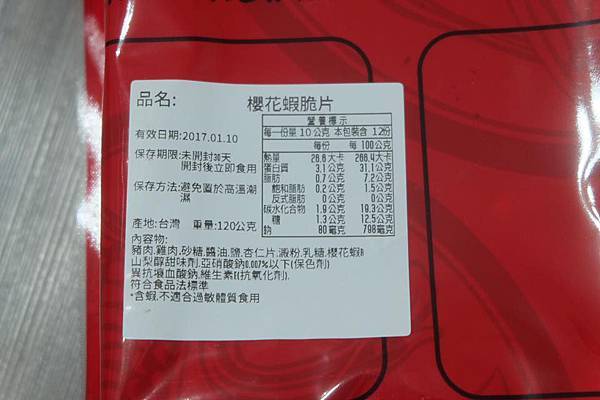 品名:
櫻花蝦脆片
有效日期:2017.01.10
保存期限:未開封30天
開封後立即食用
保存方法:避免置於高溫潮
濕
產地:台灣 重量:120公克
營養標示
每一份量 10 公克 本包裝含 12份
每份 每 100公克
熱量 26.6 大卡 266.4大卡
蛋白質 3.1 公克 31.1公克
脂肪 0.7 公克 7.2公克
飽和脂肪 0.2 公克 1.5公克
反式脂肪 0公克 0公克
碳水化合物 1.9 公克 19.3公克
糖 1.3 公克 12.5公克
鈉 80 毫克 798毫克
內容物:
豬肉,雞肉,砂糖,醬油,鹽,杏仁片,澱粉,乳糖,櫻花蝦
山梨醇甜味劑,亞硝酸鈉0.007%以下(保色劑)
異抗壞血酸鈉,維生素E(抗氧化劑).
符合食品法標準
*含蝦,不適合過敏體質食用